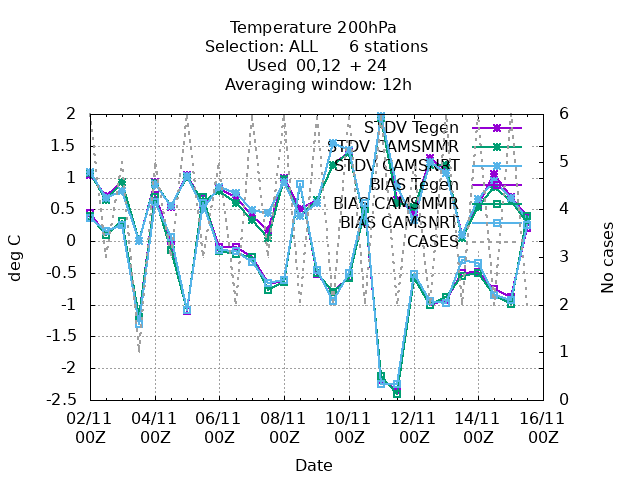 Temperature 200hPa
Selection: ALL 6 stations
Used 00,12 + 24
Averaging window: 12h
2
1.5
1
0.5
0
-0.5
-1
-1.5
-2
-2.5
6
5
4
3
2
1
0
STDV Tegen
STDV CAMSMMR
STDV CAMSNRT
BIAS Tegen
BIAS CAMSMMR
BIAS CAMSNRT
CASES
deg C
No cases
02/11 04/11 06/11 08/11 10/11 12/11 14/11 16/11
00Z 00Z 00Z 00Z 00Z 00Z 00Z 00Z
Date